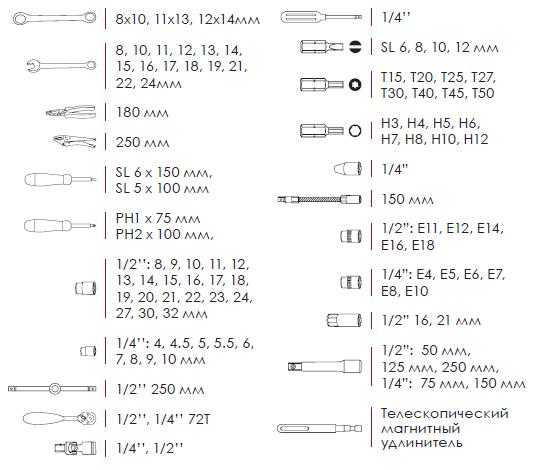 8x10, 11x13, 12x14мм
8, 10, 11, 12, 13, 14,
15, 16, 17, 18, 19, 21,
22, 24мм
180 мм
250 мм
SL 6 x 150 мм,
SL 5 x 100 мм
PH1 x 75 мм
PH2 x 100 мм,
1/2’’: 8, 9, 10, 11, 12,
13, 14, 15, 16, 17, 18,
19, 20, 21, 22, 23, 24,
27, 30, 32 мм
1/4’’: 4, 4.5, 5, 5.5, 6,
7, 8, 9, 10 мм
1/2’’ 250 мм
1/2’’, 1/4’’ 72T
1/4’’, 1/2’’
1/4’’
SL 6, 8, 10, 12 мм
T15, T20, T25, T27,
T30, T40, T45, T50
H3, H4, H5, H6,
H7, H8, H10, H12
1/4”
150 мм
1/2”: E11, E12, E14,
E16, E18
1/4”: E4, E5, E6, E7,
E8, E10
1/2” 16, 21 мм
1/2”: 50 мм,
125 мм, 250 мм,
1/4”: 75 мм, 150 мм
Телескопический
магнитный
удлинитель